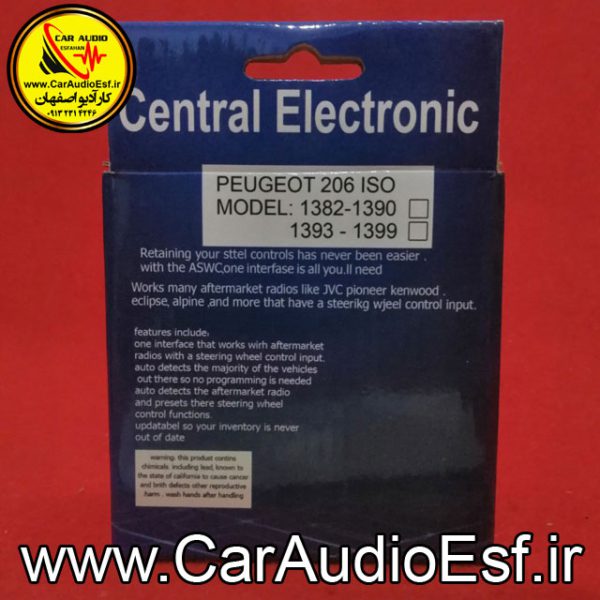 CAR AUDIO
ESFAHAN
www.CarAudioEsf.ir
کارآدیو اصفهان
۰۹۱۳ ۲۳۱ ۴۲۴۶
Central Electronic
PEUGEOT 206 ISO
MODEL: 1382-1390
1393 - 1399
Retaining your sttel controls has never been easier .
with the ASWC,one interfase is all you.ll need
Works many aftermarket radios like JVC pioneer kenwood .
eclipse, alpine ,and more that have a steerikg wjeel control input.
features include:
one interface that works wirh aftermarket
radios with a steering wheel control input.
auto detects the majority of the vehicles
out there so no programming is needed
auto detects the aftermarket radio
and presets there steering wheel
control functions.
updatabel so your inventory is never
out of date
warning: this product contins
chimicals. including lead, known to
the state of california to cause cancer
and birith defects other reproductive
.harm . wash hands after handling
www.CarAudioEsf.ir